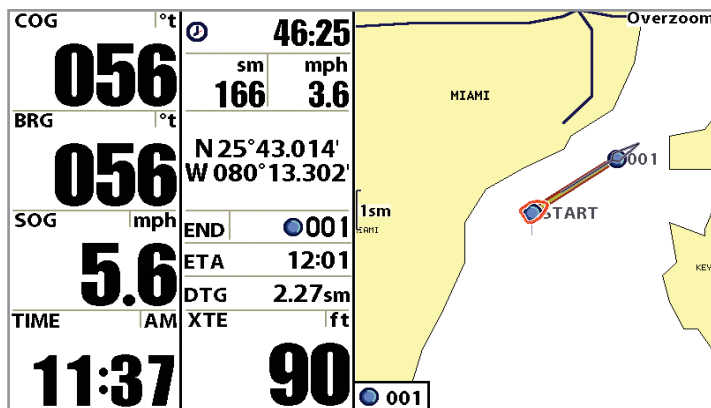 COG °t
056
BRG °t
056
SOG mph
5.6
TIME AM
11:37
46:25
sm mph
166 3.6
N 25°43.014'
W 080°13.302'
END 001
ETA 12:01
DTG 2.27sm
XTE ft
90
Overzoom
MIAMI
001
START
1sm
IAMI
KEY
001